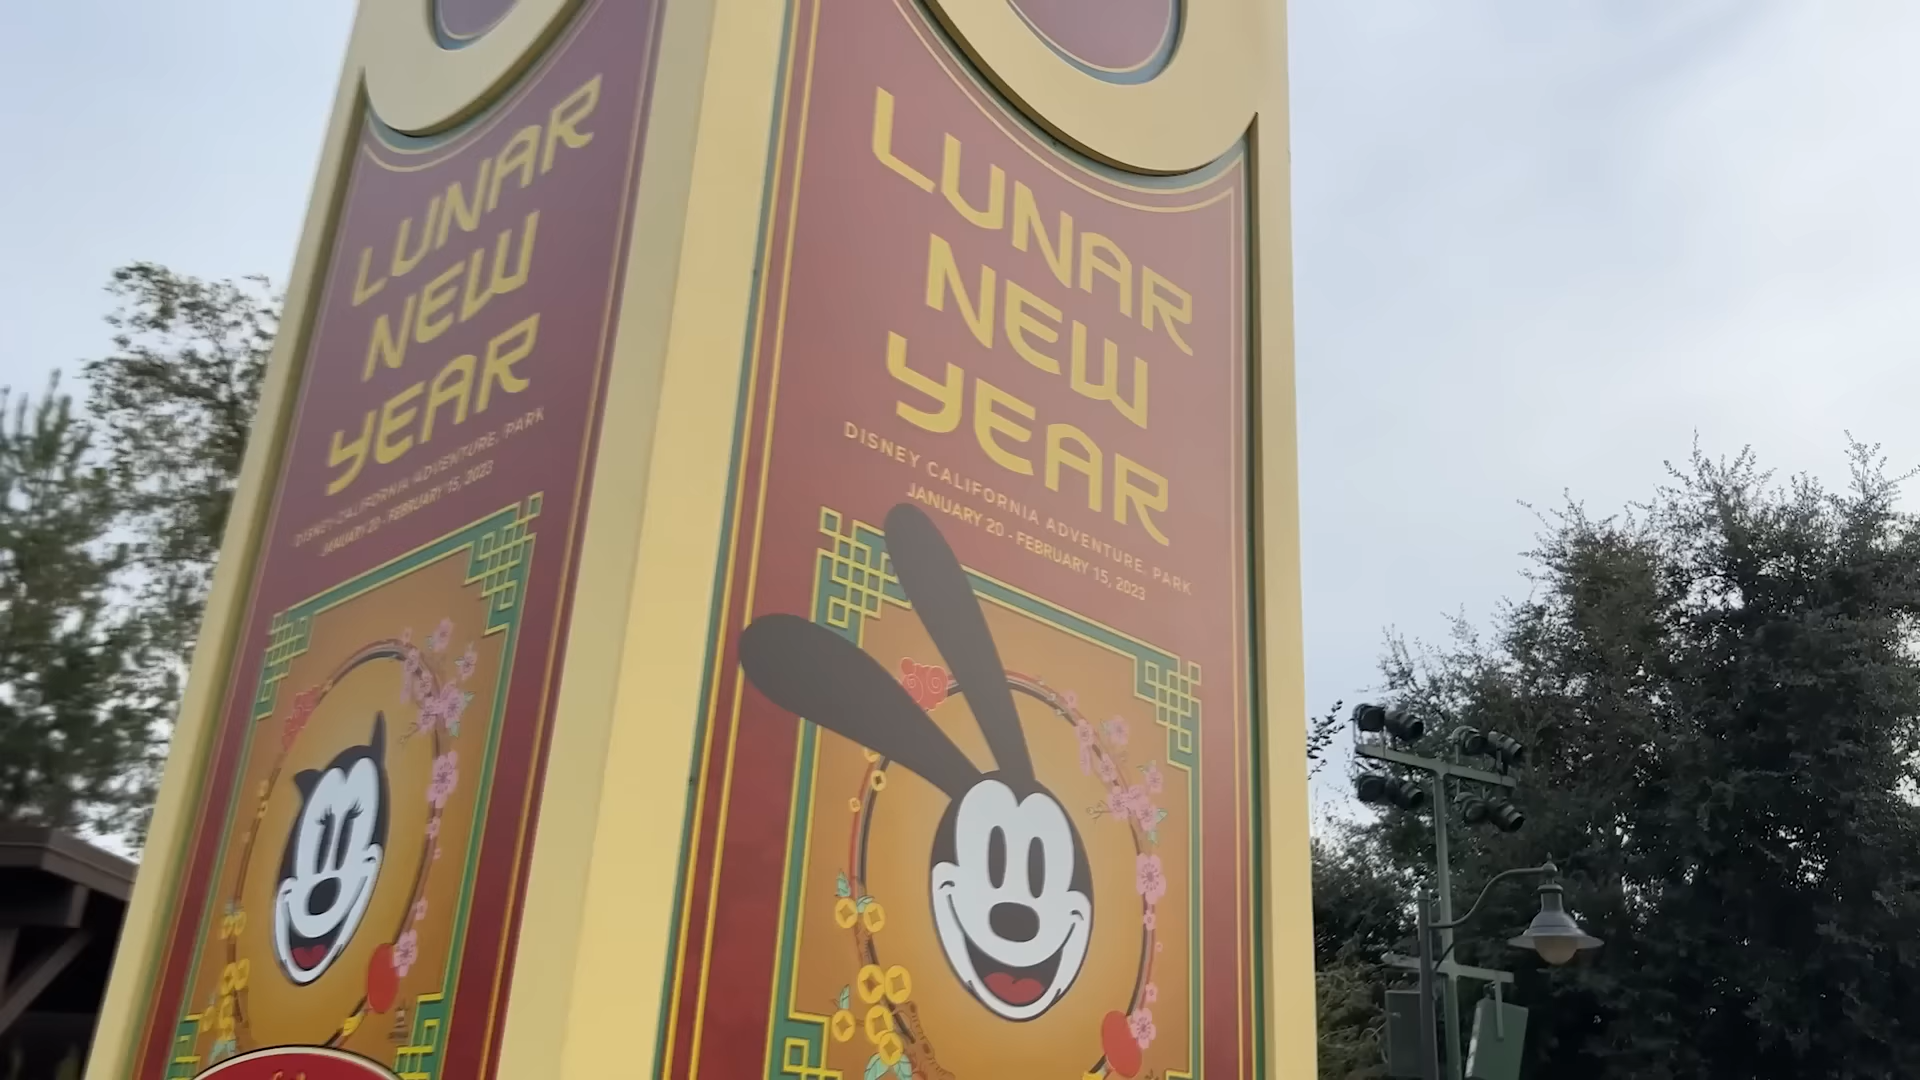 LUNAR
NEW
YEAR
DISNEY CALIFORNIA ADVENTURE PARK
JANUARY 20 - FEBRUARY 15, 2023
LUNAR
NEW
YEAR
DISNEY CALIFORNIA ADVENTURE PARK
JANUARY 20 - FEBRUARY 15, 2023